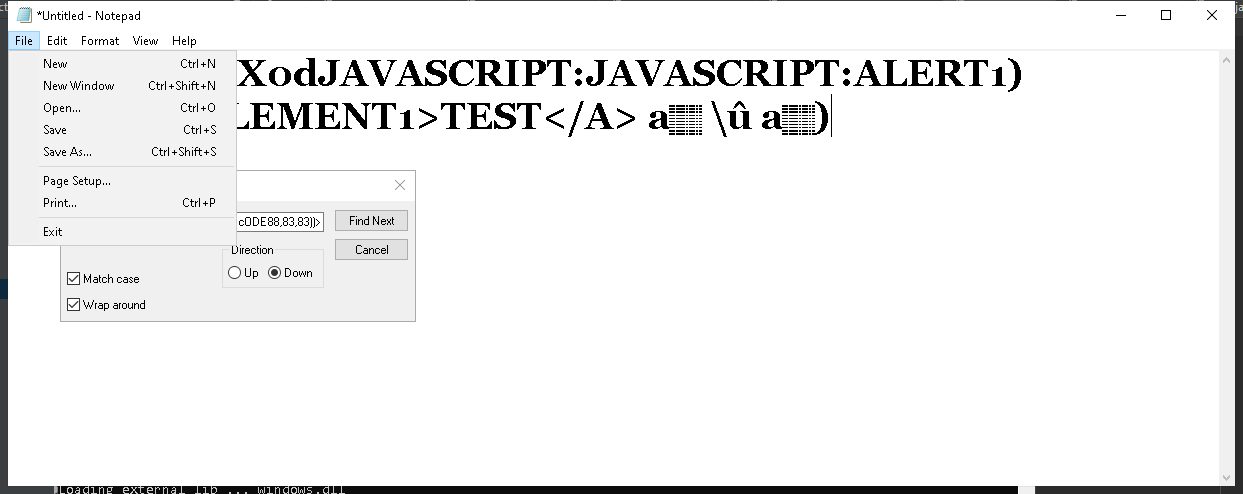 *Untitled - Notepad
File Edit Format View Help
New Ctrl+N
New Window Ctrl+Shift+N
Open... Ctrl+O
Save Ctrl+S
Save As... Ctrl+Shift+S
Page Setup...
Print... Ctrl+P
Exit
XodJAVASCRIPT:JAVASCRIPT:ALERT1)
LEMENT1>TEST</A> a▒▒ \û a▒▒)
cODE88,83,83))>
Find Next
Direction
Cancel
Up Down
Match case
Wrap around
Loading external lib ... windows.dll